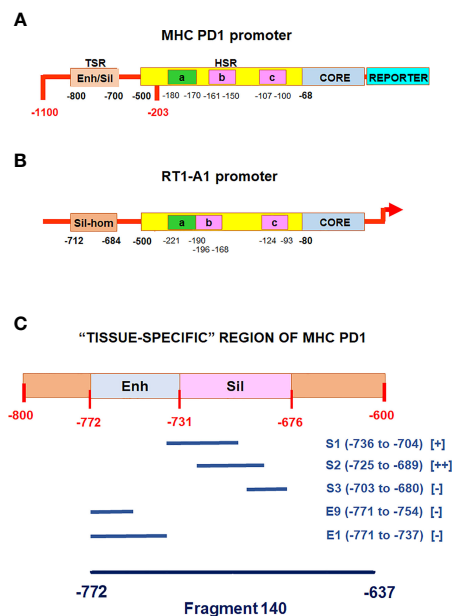 A
MHC PD1 promoter
TSR HSR
Enh/Sil a b c CORE REPORTER
-800 -700 -500 -180 -170 -161 -150 -107 -100 -68
-1100 -203
B
RT1-A1 promoter
Sil-hom a b c CORE
-712 -684 -500 -221 -190 -124 -93 -80
-196 -168
C
“TISSUE-SPECIFIC” REGION OF MHC PD1
Enh Sil
-800 -600
-772 -731 -676
S1 (-736 to -704) [+]
S2 (-725 to -689) [++]
S3 (-703 to -680) [-]
E9 (-771 to -754) [-]
E1 (-771 to -737) [-]
-772 -637
Fragment 140